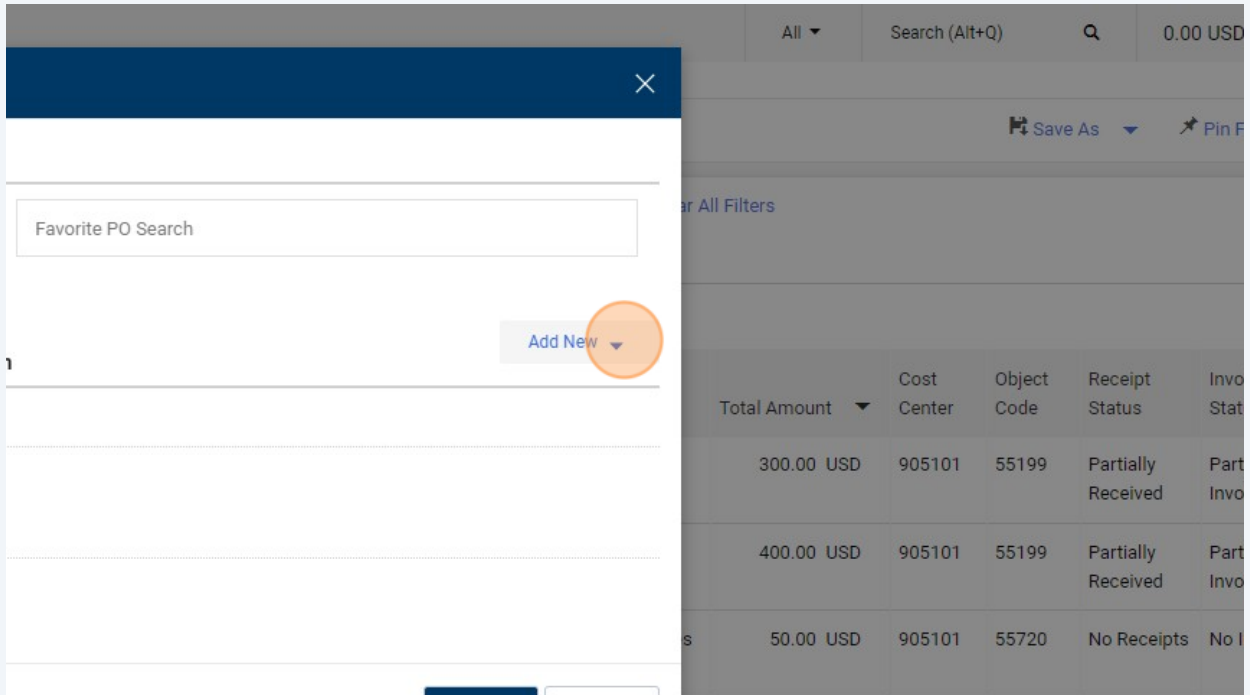 All
Search (Alt+Q)
0.00 USD
Save As
Pin F
ar All Filters
Favorite PO Search
Add New
n
Total Amount
Cost Center
Object Code
Receipt Status
Invo
Stat
300.00 USD 905101 55199 Partially Received Part
Invo
400.00 USD 905101 55199 Partially Received Part
Invo
s 50.00 USD 905101 55720 No Receipts No I